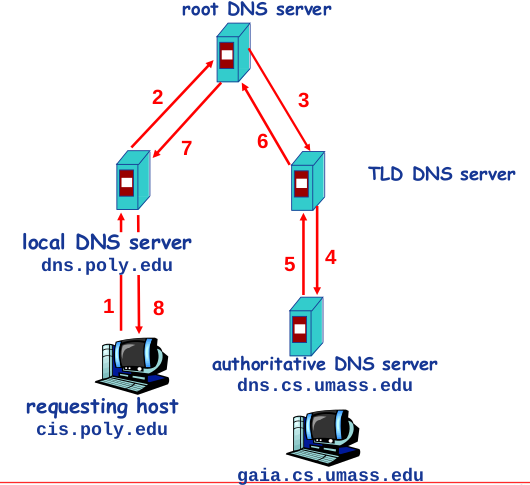 root DNS server
2
3
7
6
TLD DNS server
local DNS server
dns.poly.edu
5
4
1
8
authoritative DNS server
dns.cs.umass.edu
requesting host
cis.poly.edu
gaia.cs.umass.edu